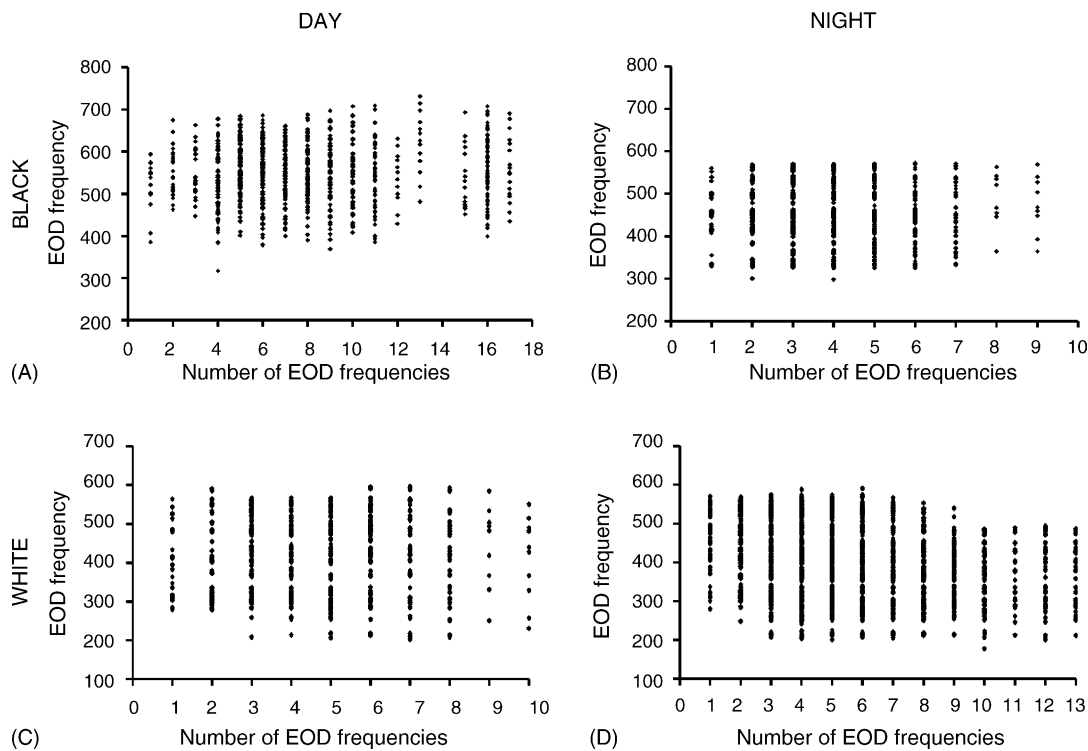 DAY
NIGHT
BLACK
EOD frequency
800
700
600
500
400
300
200
0 2 4 6 8 10 12 14 16 18
(A) Number of EOD frequencies
EOD frequency
800
700
600
500
400
300
200
0 1 2 3 4 5 6 7 8 9 10
(B) Number of EOD frequencies
WHITE
EOD frequency
700
600
500
400
300
200
100
0 1 2 3 4 5 6 7 8 9 10
(C) Number of EOD frequencies
EOD frequency
700
600
500
400
300
200
100
0 1 2 3 4 5 6 7 8 9 10 11 12 13
(D) Number of EOD frequencies